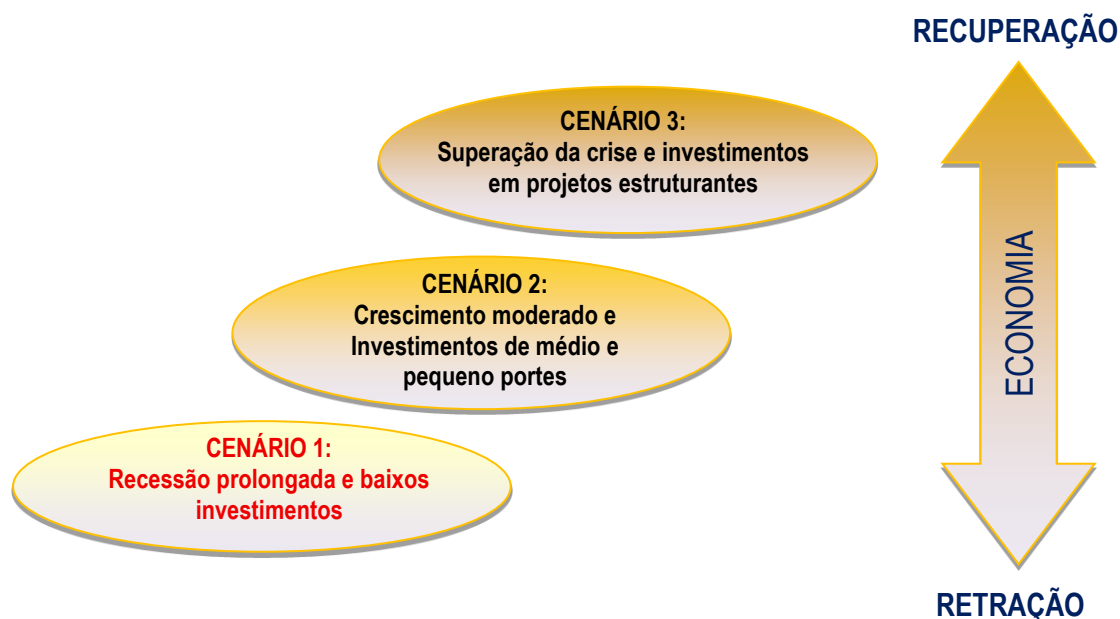 RECUPERAÇÃO
CENÁRIO 3:
Superação da crise e investimentos
em projetos estruturantes
CENÁRIO 2:
Crescimento moderado e
Investimentos de médio e
pequeno portes
ECONOMIA
CENÁRIO 1:
Recessão prolongada e baixos
investimentos
RETRAÇÃO